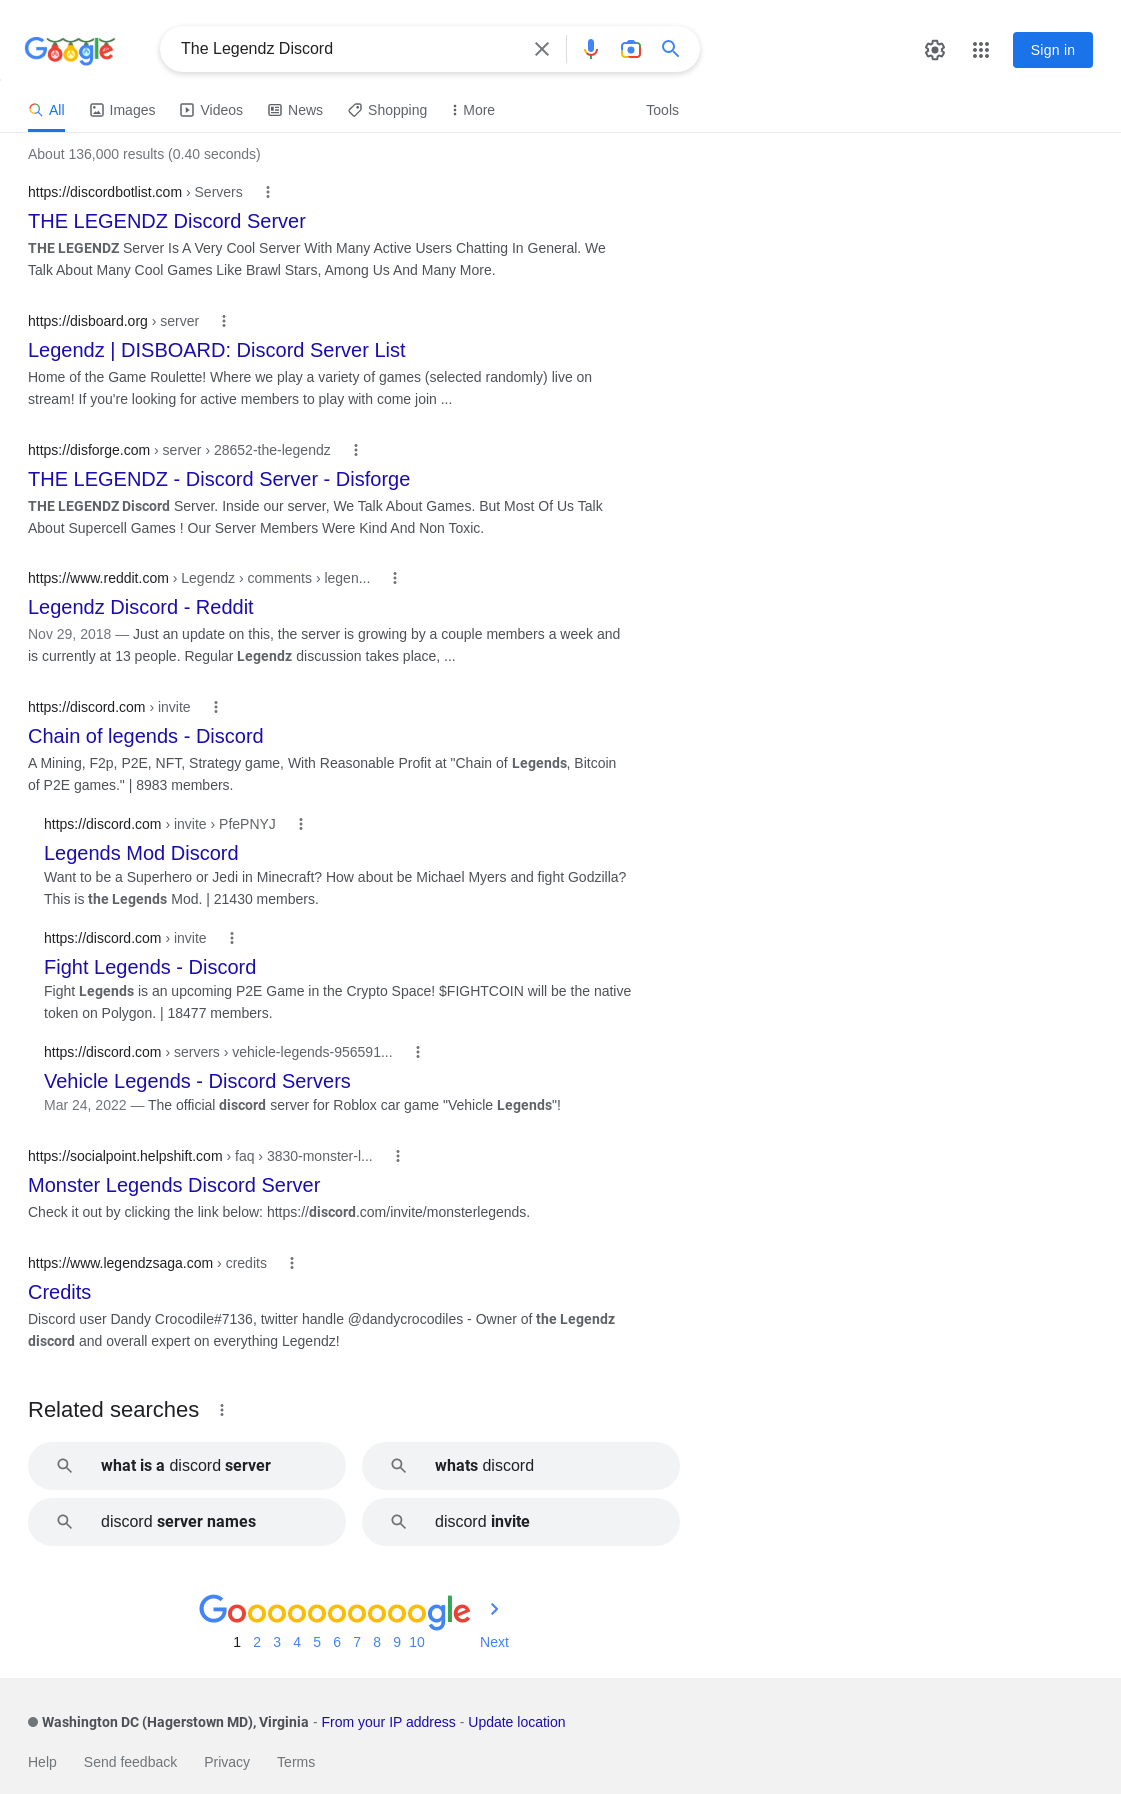 Google
The Legendz Discord
Sign in
All Images Videos News Shopping More Tools
About 136,000 results (0.40 seconds)
https://discordbotlist.com › Servers
THE LEGENDZ Discord Server
THE LEGENDZ Server Is A Very Cool Server With Many Active Users Chatting In General. We
Talk About Many Cool Games Like Brawl Stars, Among Us And Many More.
https://disboard.org › server
Legendz | DISBOARD: Discord Server List
Home of the Game Roulette! Where we play a variety of games (selected randomly) live on
stream! If you're looking for active members to play with come join ...
https://disforge.com › server › 28652-the-legendz
THE LEGENDZ - Discord Server - Disforge
THE LEGENDZ Discord Server. Inside our server, We Talk About Games. But Most Of Us Talk
About Supercell Games ! Our Server Members Were Kind And Non Toxic.
https://www.reddit.com › Legendz › comments › legen...
Legendz Discord - Reddit
Nov 29, 2018 — Just an update on this, the server is growing by a couple members a week and
is currently at 13 people. Regular Legendz discussion takes place, ...
https://discord.com › invite
Chain of legends - Discord
A Mining, F2p, P2E, NFT, Strategy game, With Reasonable Profit at "Chain of Legends, Bitcoin
of P2E games." | 8983 members.
https://discord.com › invite › PfePNYJ
Legends Mod Discord
Want to be a Superhero or Jedi in Minecraft? How about be Michael Myers and fight Godzilla?
This is the Legends Mod. | 21430 members.
https://discord.com › invite
Fight Legends - Discord
Fight Legends is an upcoming P2E Game in the Crypto Space! $FIGHTCOIN will be the native
token on Polygon. | 18477 members.
https://discord.com › servers › vehicle-legends-956591...
Vehicle Legends - Discord Servers
Mar 24, 2022 — The official discord server for Roblox car game "Vehicle Legends"!
https://socialpoint.helpshift.com › faq › 3830-monster-l...
Monster Legends Discord Server
Check it out by clicking the link below: https://discord.com/invite/monsterlegends.
https://www.legendzsaga.com › credits
Credits
Discord user Dandy Crocodile#7136, twitter handle @dandycrocodiles - Owner of the Legendz
discord and overall expert on everything Legendz!
Related searches
what is a discord server
whats discord
discord server names
discord invite
Goooooooooogle
1 2 3 4 5 6 7 8 9 10 Next
Washington DC (Hagerstown MD), Virginia - From your IP address - Update location
Help Send feedback Privacy Terms